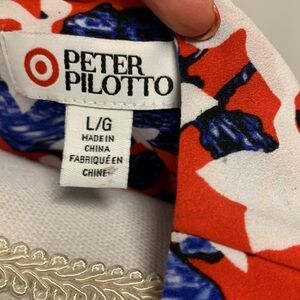 PETER
PILOTTO
L/G
MADE IN
CHINA
FABRIQUÉ EN
CHINE